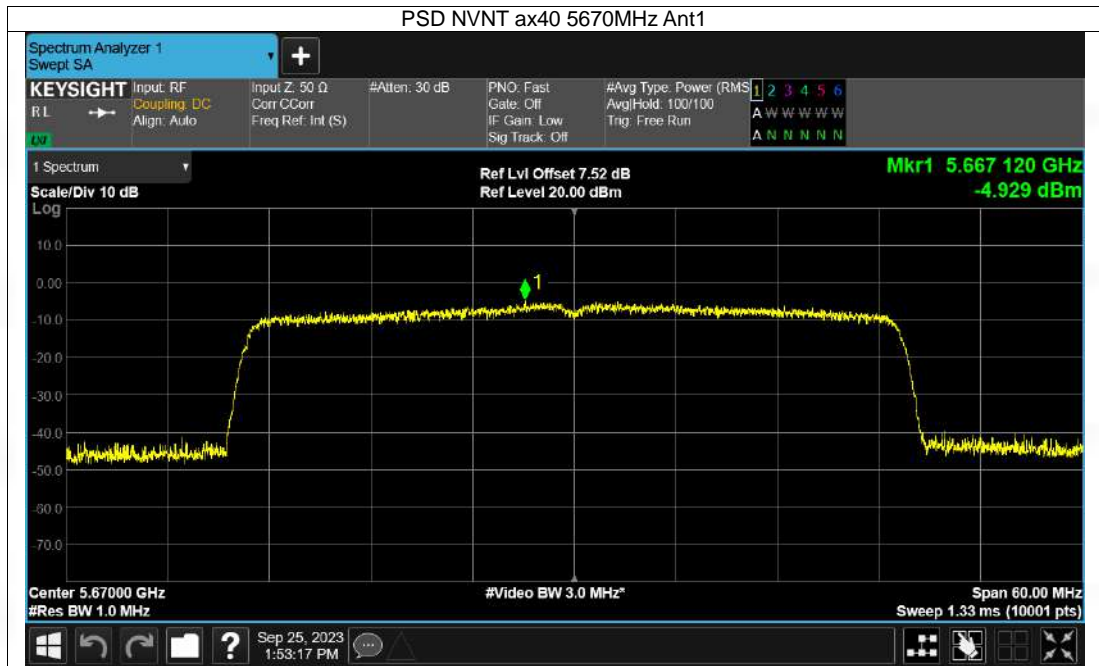 PSD NVNT ax40 5670MHz Ant1
Spectrum Analyzer 1
Swept SA
KEYSIGHT
R L
LXI
Input: RF
Coupling: DC
Align: Auto
Input Z: 50 Ω
Corr CCorr
Freq Ref: Int (S)
#Atten: 30 dB
PNO: Fast
Gate: Off
IF Gain: Low
Sig Track: Off
#Avg Type: Power (RMS
Avg|Hold: 100/100
Trig: Free Run
1 2 3 4 5 6
A W W W W W
A N N N N N
1 Spectrum
Scale/Div 10 dB
Ref Lvl Offset 7.52 dB
Ref Level 20.00 dBm
Mkr1 5.667 120 GHz
-4.929 dBm
Log
10.0
0.00
-10.0
-20.0
-30.0
-40.0
-50.0
-60.0
-70.0
1
Center 5.67000 GHz
#Res BW 1.0 MHz
#Video BW 3.0 MHz*
Span 60.00 MHz
Sweep 1.33 ms (10001 pts)
?
Sep 25, 2023
1:53:17 PM